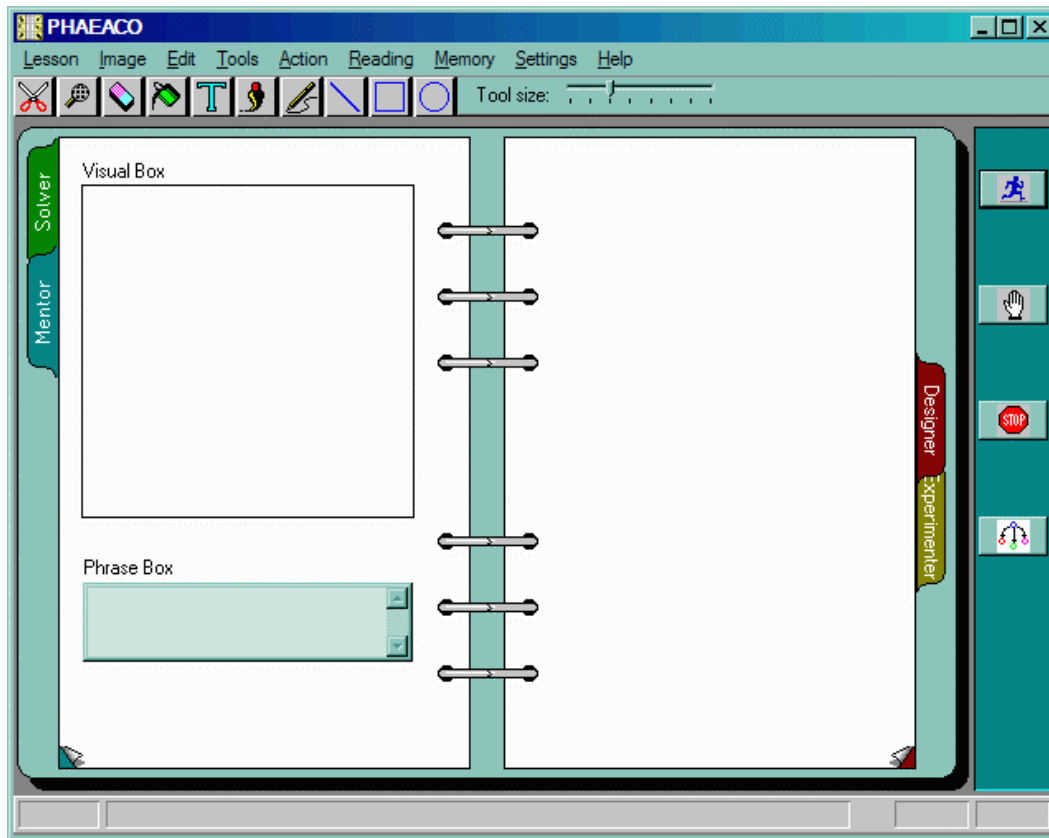 PHAEACO
Lesson Image Edit Tools Action Reading Memory Settings Help
T Tool size:
Visual Box
Solver
Mentor
Designer
STOP
Experimenter
Phrase Box